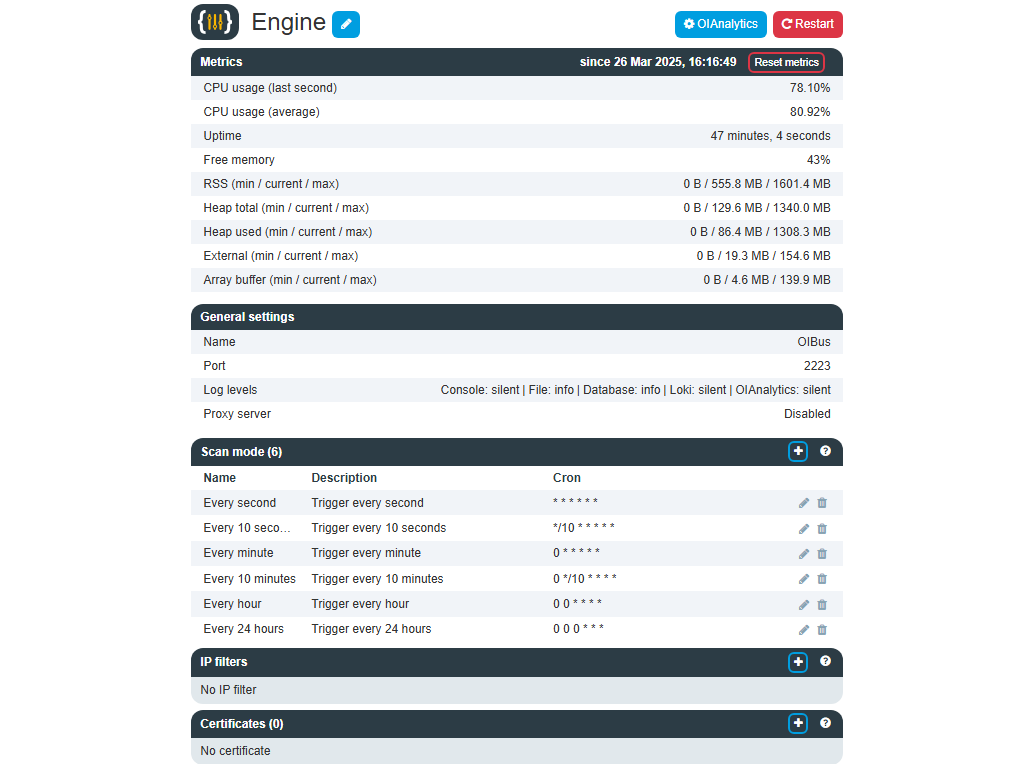 Engine
OIAnalytics
Restart
Metrics since 26 Mar 2025, 16:16:49 Reset metrics
CPU usage (last second) 78.10%
CPU usage (average) 80.92%
Uptime 47 minutes, 4 seconds
Free memory 43%
RSS (min / current / max) 0 B / 555.8 MB / 1601.4 MB
Heap total (min / current / max) 0 B / 129.6 MB / 1340.0 MB
Heap used (min / current / max) 0 B / 86.4 MB / 1308.3 MB
External (min / current / max) 0 B / 19.3 MB / 154.6 MB
Array buffer (min / current / max) 0 B / 4.6 MB / 139.9 MB
General settings
Name OIBus
Port 2223
Log levels Console: silent | File: info | Database: info | Loki: silent | OIAnalytics: silent
Proxy server Disabled
Scan mode (6)
Name Description Cron
Every second Trigger every second * * * * * *
Every 10 seco... Trigger every 10 seconds */10 * * * * *
Every minute Trigger every minute 0 * * * * *
Every 10 minutes Trigger every 10 minutes 0 */10 * * * *
Every hour Trigger every hour 0 0 * * * *
Every 24 hours Trigger every 24 hours 0 0 0 * * *
IP filters
No IP filter
Certificates (0)
No certificate